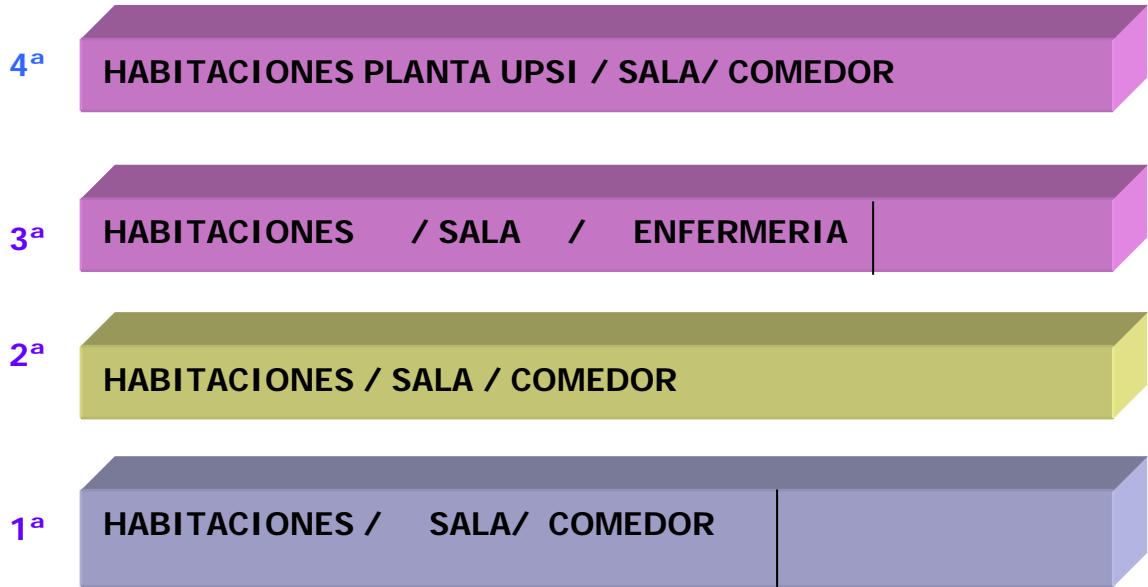 4ª HABITACIONES PLANTA UPSI / SALA/ COMEDOR
3ª HABITACIONES / SALA / ENFERMERIA
2ª HABITACIONES / SALA / COMEDOR
1ª HABITACIONES / SALA/ COMEDOR